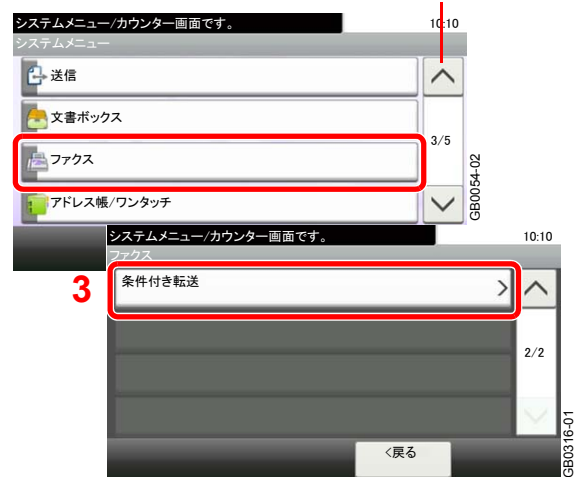 システムメニュー/カウンター画面です。
10:10
システムメニュー
送信
文書ボックス
3/5
ファクス
アドレス帳/ワンタッチ
GB0054-02
システムメニュー/カウンター画面です。
10:10
ファクス
3
条件付き転送
2/2
<戻る
GB0316-01